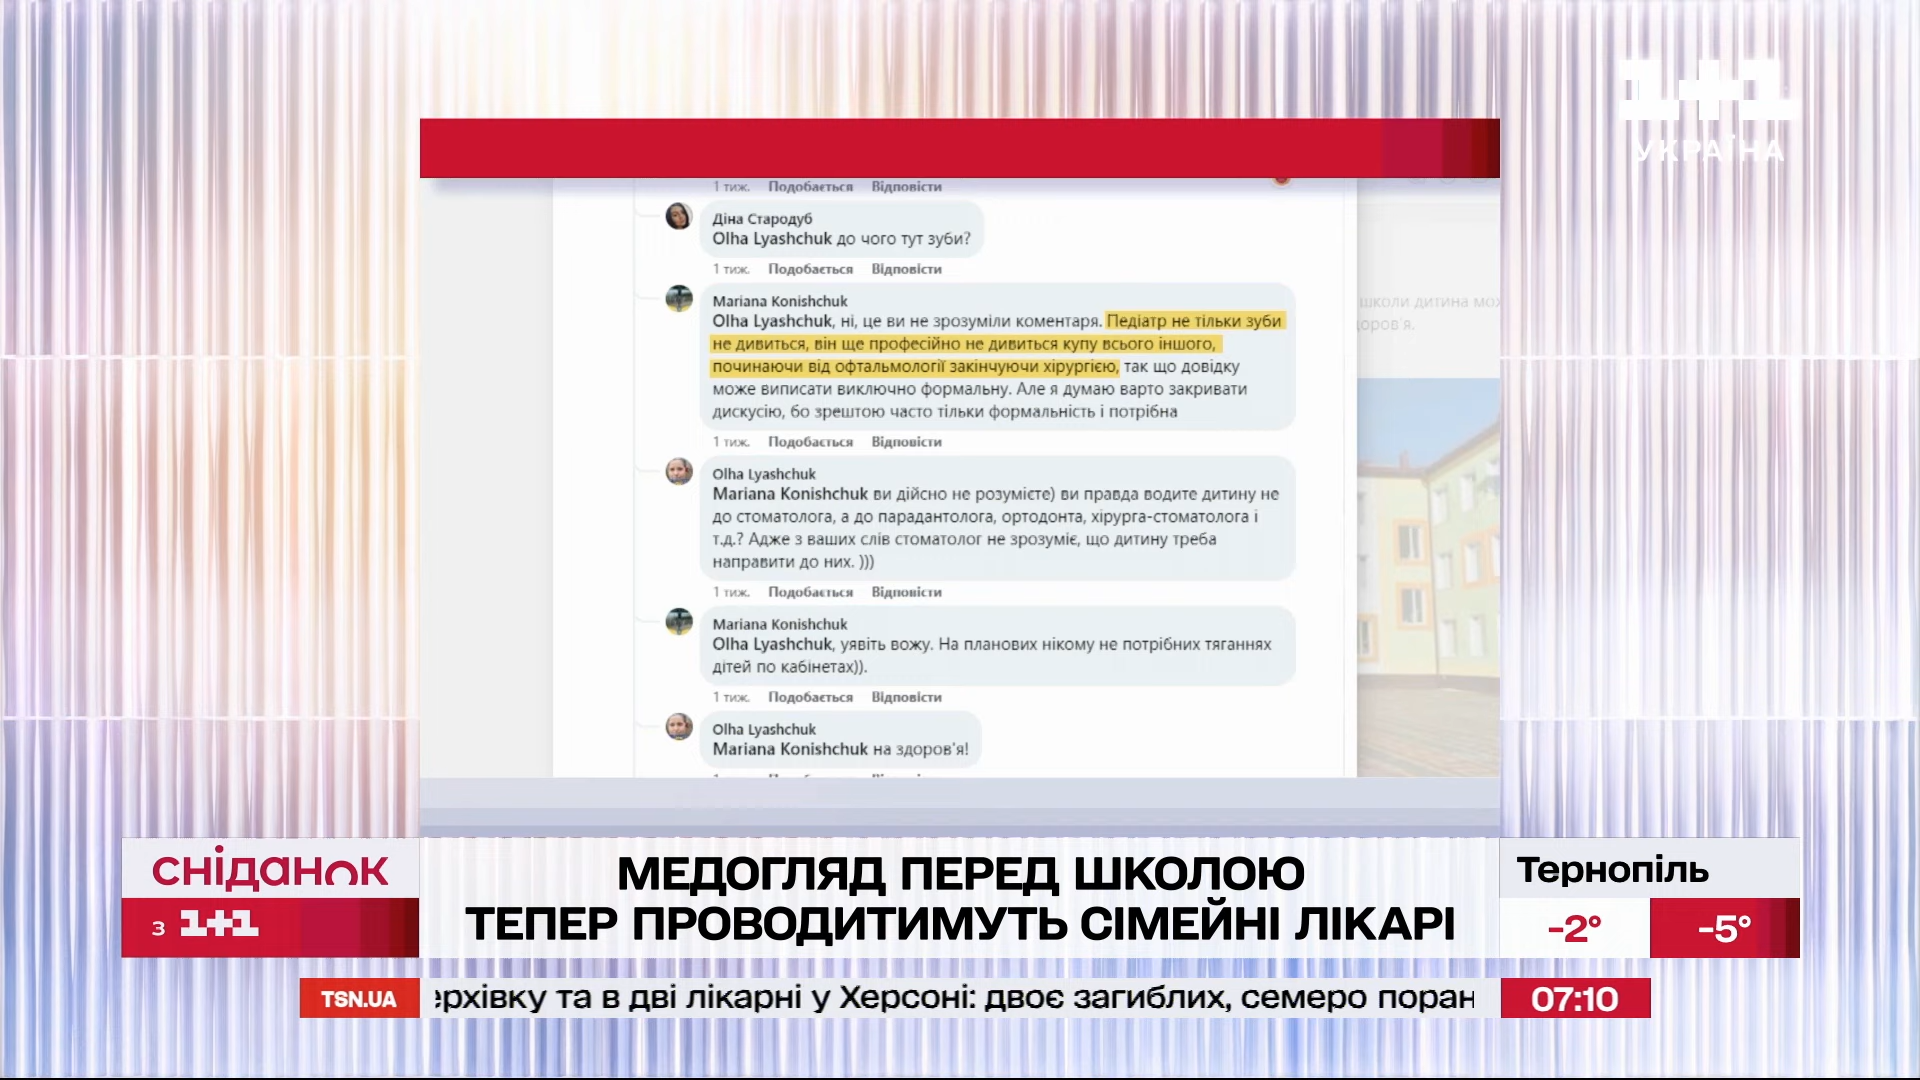 1+1
УКРАЇНА
1 тиж. Подобається Відповісти
Діна Стародуб
Olha Lyashchuk до чого тут зуби?
1 тиж. Подобається Відповісти
Mariana Konishchuk
Olha Lyashchuk, ні, це ви не зрозуміли коментаря. Педіатр не тільки зуби
не дивиться, він ще професійно не дивиться купу всього іншого,
починаючи від офтальмології закінчуючи хірургією, так що довідку
може виписати виключно формальну. Але я думаю варто закривати
дискусію, бо зрештою часто тільки формальність і потрібна
1 тиж. Подобається Відповісти
школи дитина мо
оров'я.
Olha Lyashchuk
Mariana Konishchuk ви дійсно не розумієте) ви правда водите дитину не
до стоматолога, а до парадантолога, ортодонта, хірурга-стоматолога і
т.д.? Адже з ваших слів стоматолог не зрозуміє, що дитину треба
направити до них. )))
1 тиж. Подобається Відповісти
Mariana Konishchuk
Olha Lyashchuk, уявіть вожу. На планових нікому не потрібних тяганнях
дітей по кабінетах)).
1 тиж. Подобається Відповісти
Olha Lyashchuk
Mariana Konishchuk на здоров'я!
СНІДАНОК
з 1+1
МЕДОГЛЯД ПЕРЕД ШКОЛОЮ
ТЕПЕР ПРОВОДИТИМУТЬ СІМЕЙНІ ЛІКАРІ
Тернопіль
-2° -5°
TSN.UA
ерхівку та в дві лікарні у Херсоні: двоє загиблих, семеро поран
07:10